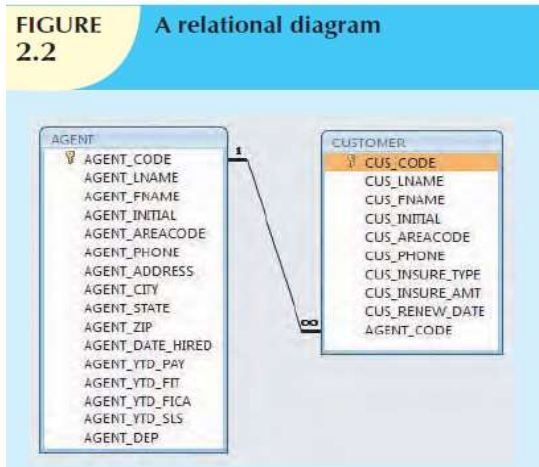 FIGURE 2.2
A relational diagram
AGENT
AGENT_CODE
AGENT_LNAME
AGENT_FNAME
AGENT_INITIAL
AGENT_AREACODE
AGENT_PHONE
AGENT_ADDRESS
AGENT_CITY
AGENT_STATE
AGENT_ZIP
AGENT_DATE_HIRED
AGENT_YTD_PAY
AGENT_YTD_FIT
AGENT_YTD_FICA
AGENT_YTD_SLS
AGENT_DEP
1
∞
CUSTOMER
CUS_CODE
CUS_LNAME
CUS_FNAME
CUS_INITIAL
CUS_AREACODE
CUS_PHONE
CUS_INSURE_TYPE
CUS_INSURE_AMT
CUS_RENEW_DATE
AGENT_CODE